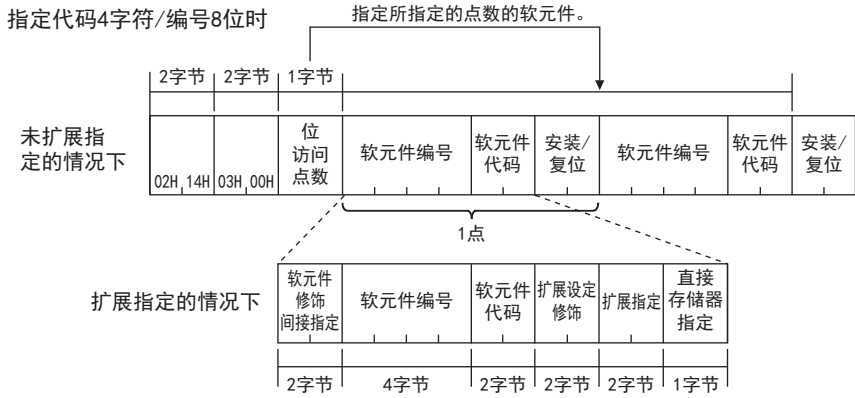 指定代码4字符/编号8位时
指定所指定的点数的软元件。
2字节 2字节 1字节
未扩展指
定的情况下
02H 14H 03H 00H
位
访问
点数
软元件编号
软元件
代码
安装/
复位
软元件编号
软元件
代码
安装/
复位
1点
扩展指定的情况下
软元件
修饰
间接指定
软元件编号
软元件
代码
扩展设定
修饰
扩展指定
直接
存储器
指定
2字节 4字节 2字节 2字节 2字节 1字节